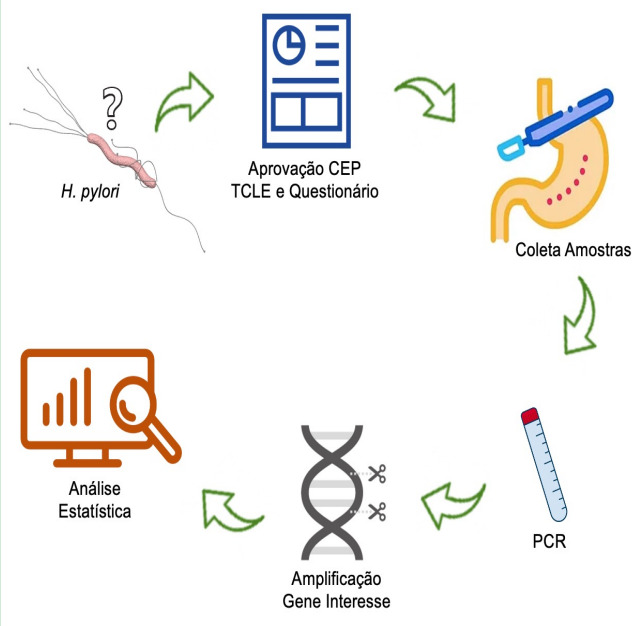 ?
H. pylori
Aprovação CEP
TCLE e Questionário
Coleta Amostras
PCR
Amplificação
Gene Interesse
Análise
Estatística